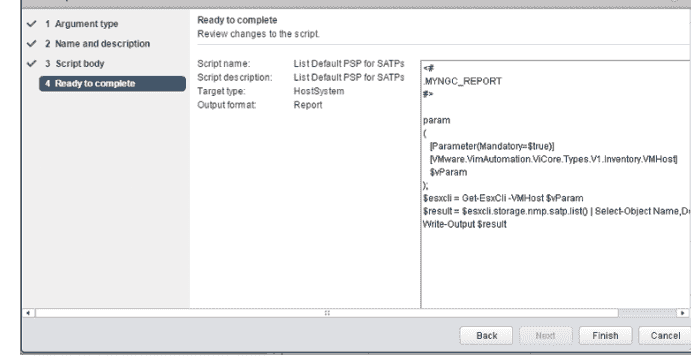 1 Argument type
2 Name and description
3 Script body
4 Ready to complete
Ready to complete
Review changes to the script.
Script name: List Default PSP for SATPs
Script description: List Default PSP for SATPs
Target type: HostSystem
Output format: Report
<#
.MYNGC_REPORT
#>
param
(
[Parameter(Mandatory=$true)]
[VMware.VimAutomation.ViCore.Types.V1.Inventory.VMHost]
$vParam
);
$esxcli = Get-EsxCli -VMHost $vParam
$result = $esxcli.storage.nmp.satp.list() | Select-Object Name,De
Write-Output $result
Back Next Finish Cancel